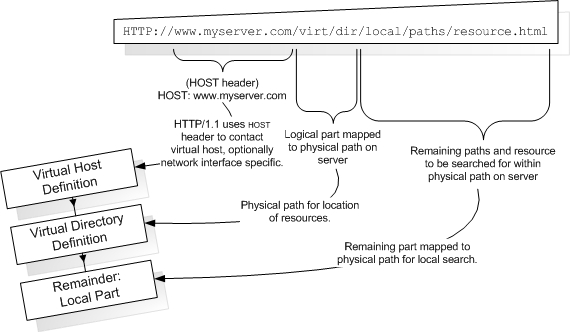 HTTP://www.myserver.com/virt/dir/local/paths/resource.html
(HOST header)
HOST: www.myserver.com
HTTP/1.1 uses HOST
header to contact
virtual host, optionally
network interface specific.
Logical part mapped
to physical path on
server
Remaining paths and resource
to be searched for within
physical path on server
Virtual Host
Definition
Physical path for location
of resources.
Virtual Directory
Definition
Remaining part mapped to
physical path for local search.
Remainder:
Local Part